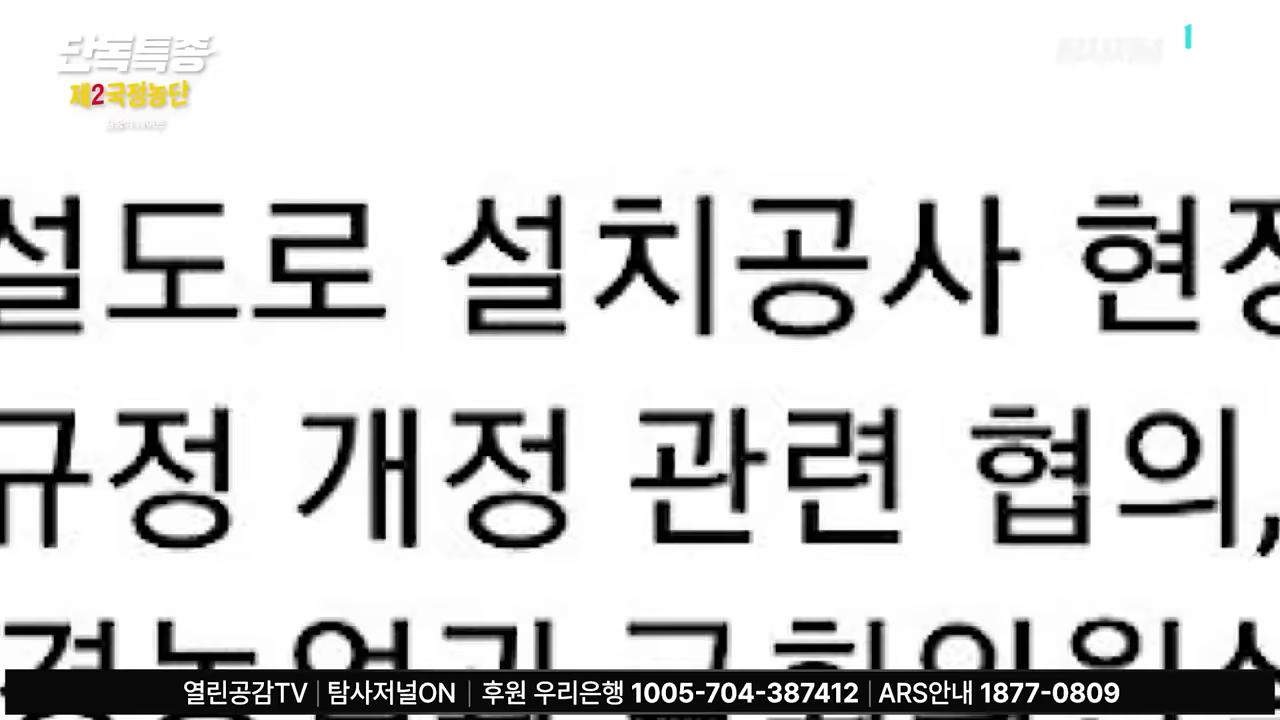 단독특종
제2국정농단
설도로 설치공사 현장
규정 개정 관련 협의,
열린공감TV | 탐사저널ON | 후원 우리은행 1005-704-387412 | ARS안내 1877-0809